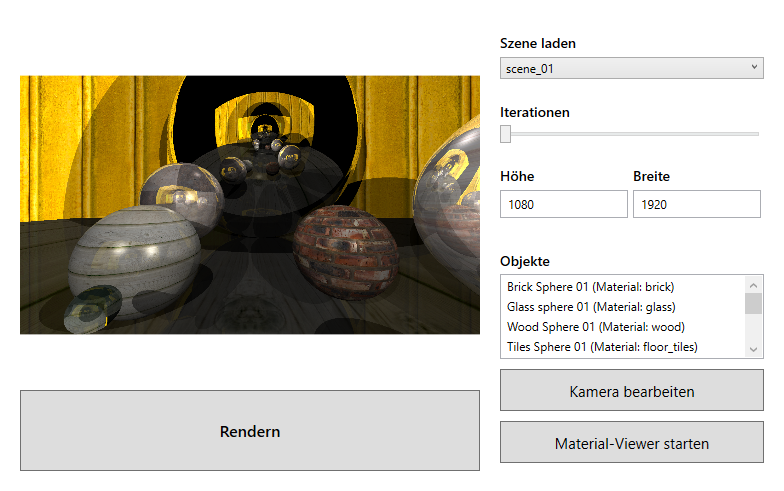 Szene laden
scene_01
Iterationen
Höhe
Breite
1080
1920
Objekte
Brick Sphere 01 (Material: brick)
Glass sphere 01 (Material: glass)
Wood Sphere 01 (Material: wood)
Tiles Sphere 01 (Material: floor_tiles)
Kamera bearbeiten
Rendern
Material-Viewer starten